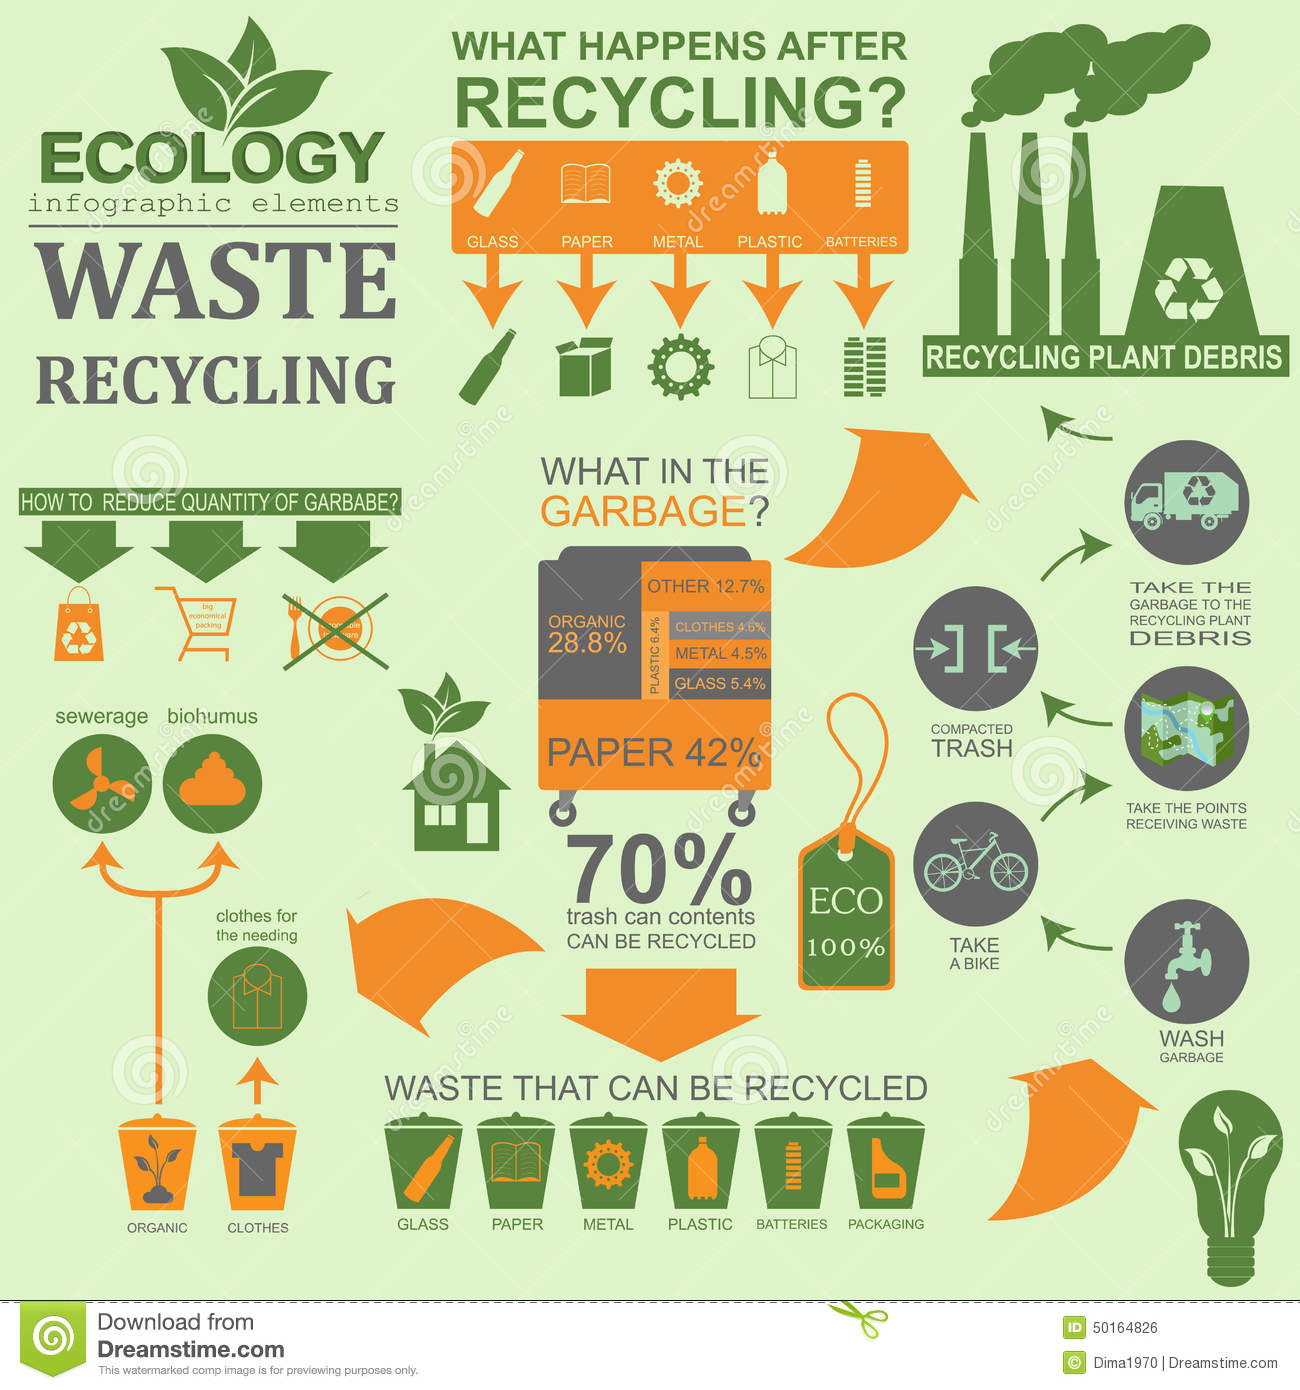 ECOLOGY
infographic elements
WASTE
RECYCLING
WHAT HAPPENS AFTER
RECYCLING?
GLASS
PAPER
METAL
PLASTIC
BATTERIES
RECYCLING PLANT DEBRIS
HOW TO REDUCE QUANTITY OF GARBABE?
big
economical
packing
WHAT IN THE
GARBAGE?
ORGANIC
28.8%
OTHER 12.7%
PLASTIC 6.4%
CLOTHES 4.6%
METAL 4.5%
GLASS 5.4%
PAPER 42%
70%
trash can contents
CAN BE RECYCLED
TAKE THE
GARBAGE TO THE
RECYCLING PLANT
DEBRIS
COMPACTED
TRASH
TAKE THE POINTS
RECEIVING WASTE
TAKE
A BIKE
WASH
GARBAGE
ECO
100%
sewerage
biohumus
clothes for
the needing
ORGANIC
CLOTHES
WASTE THAT CAN BE RECYCLED
GLASS
PAPER
METAL
PLASTIC
BATTERIES
PACKAGING
Download from
Dreamstime.com
This watermarked comp image is for previewing purposes only.
ID 50164826
© Dima1970 | Dreamstime.com